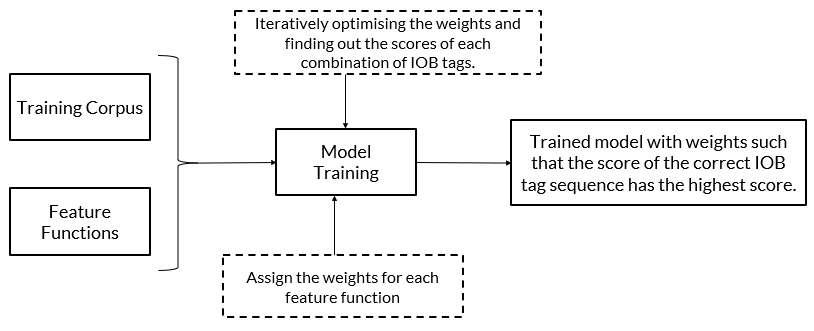 Iteratively optimising the weights and
finding out the scores of each
combination of IOB tags.
Training Corpus
Feature
Functions
Model
Training
Trained model with weights such
that the score of the correct IOB
tag sequence has the highest score.
Assign the weights for each
feature function